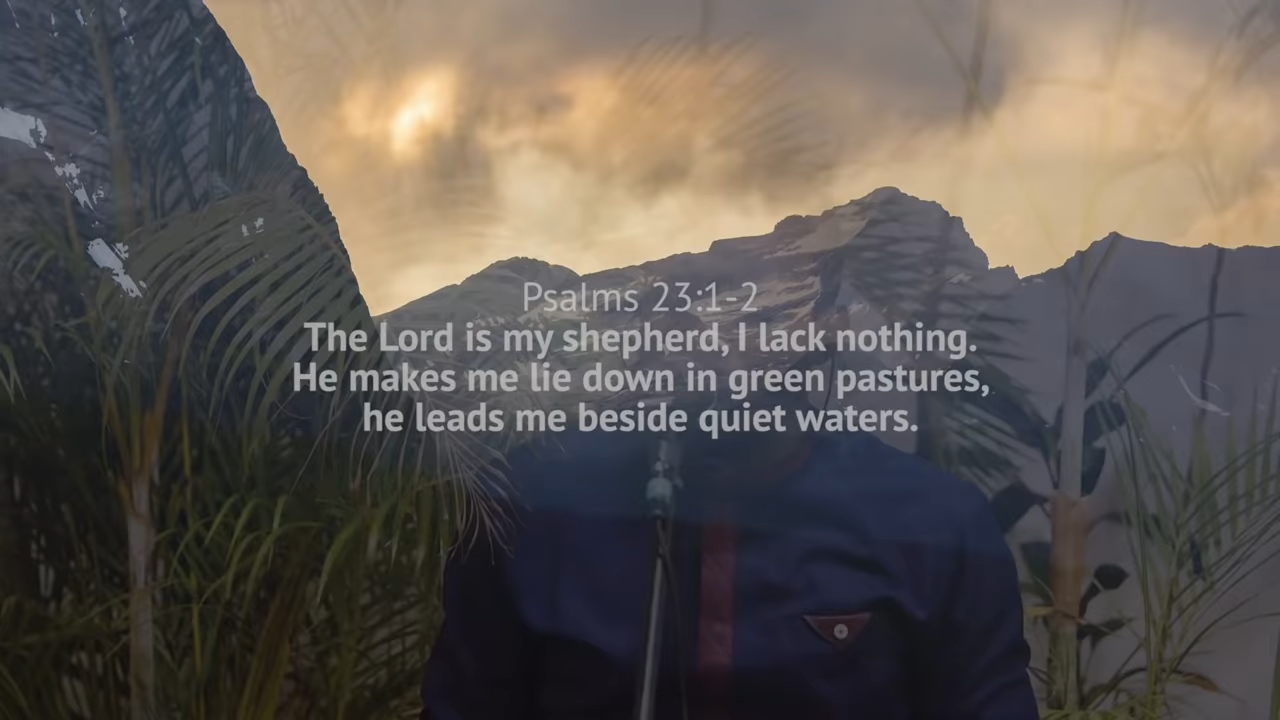 Psalms 23:1-2
The Lord is my shepherd, I lack nothing.
He makes me lie down in green pastures,
he leads me beside quiet waters.